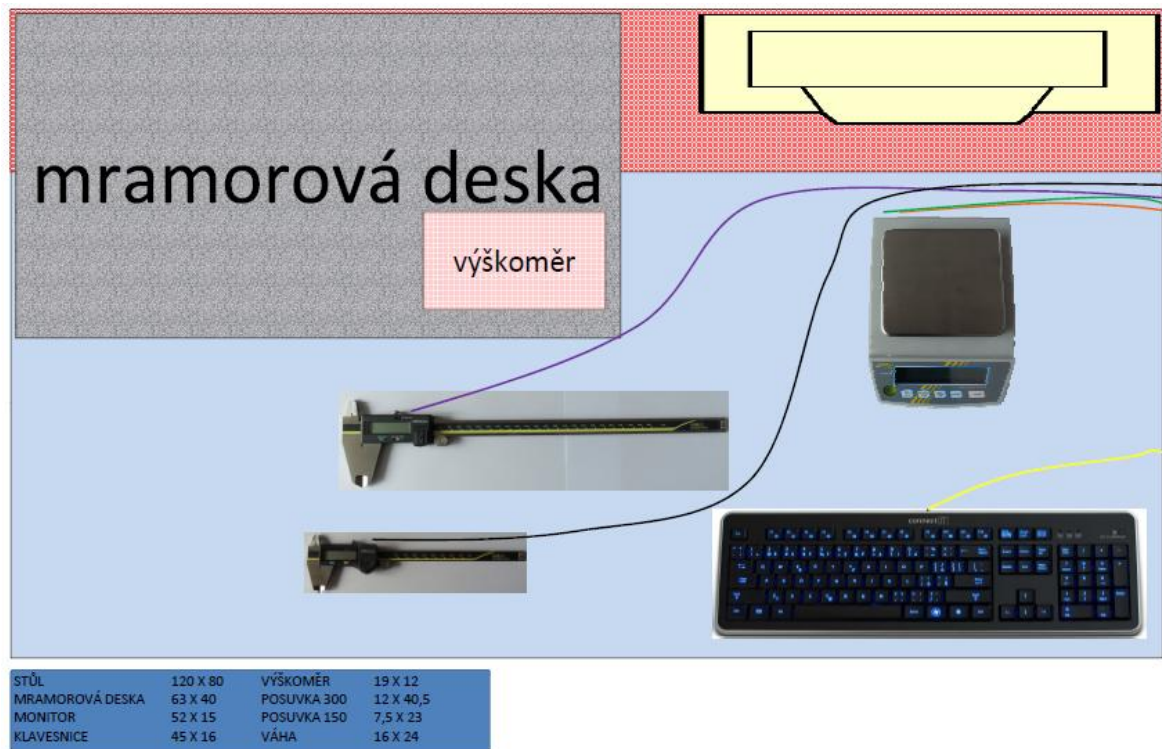 mramorová deska
výškoměr
STŮL 120 X 80 VÝŠKOMĚR 19 X 12
MRAMOROVÁ DESKA 63 X 40 POSUVKA 300 12 X 40,5
MONITOR 52 X 15 POSUVKA 150 7,5 X 23
KLAVESNICE 45 X 16 VÁHA 16 X 24